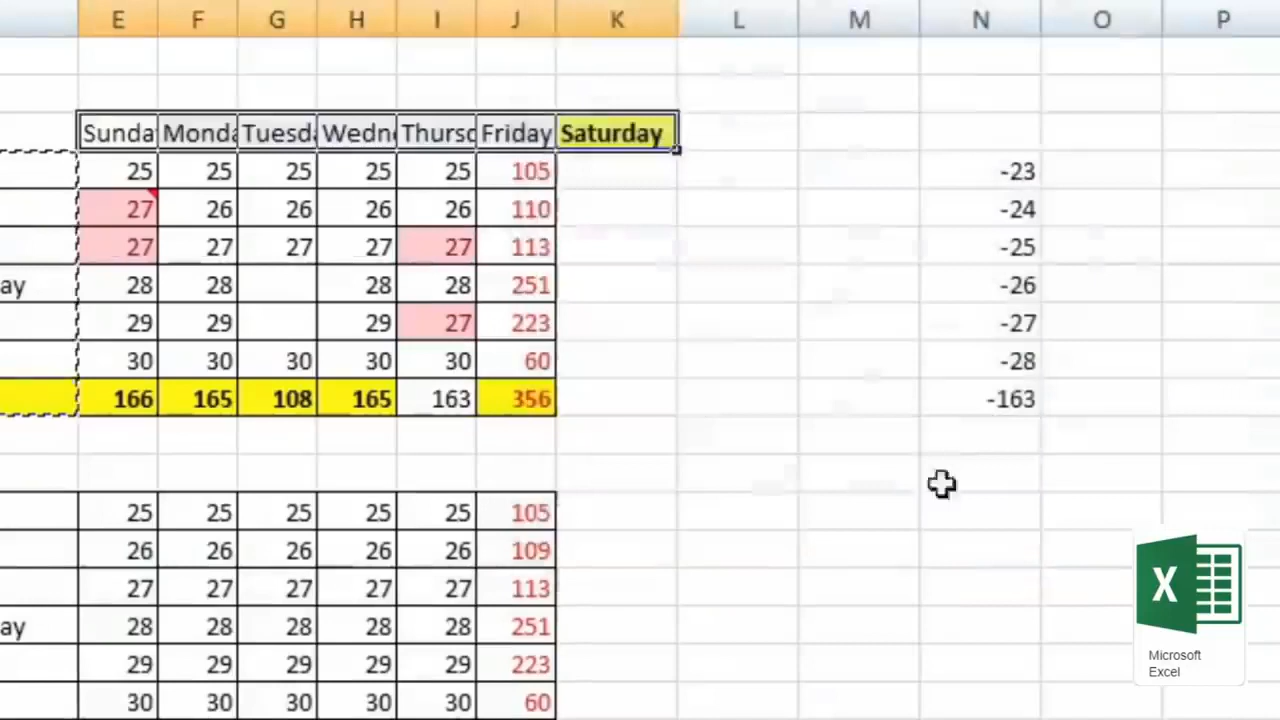 E F G H I J K L M N O P
Sunda Monda Tuesda Wedn Thursc Friday Saturday
25 25 25 25 25 105 -23
27 26 26 26 26 110 -24
27 27 27 27 27 113 -25
ay 28 28 28 28 251 -26
29 29 29 27 223 -27
30 30 30 30 30 60 -28
166 165 108 165 163 356 -163
25 25 25 25 25 105
26 26 26 26 26 109
27 27 27 27 27 113
ay 28 28 28 28 28 251
29 29 29 29 29 223
30 30 30 30 30 60
X
Microsoft
Excel